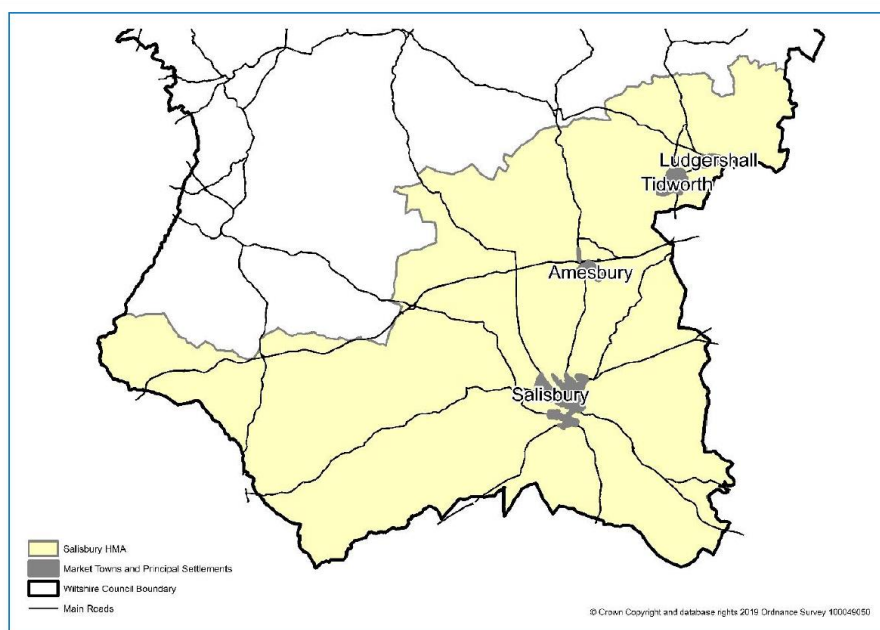 Ludgershall
Tidworth
Amesbury
Salisbury
Salisbury HMA
Market Towns and Principal Settlements
Wiltshire Council Boundary
Main Roads
© Crown Copyright and database rights 2019 Ordnance Survey 100049050